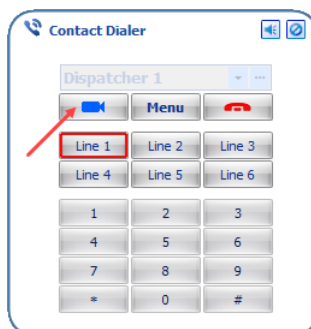 Contact Dialer
Dispatcher 1
Menu
Line 1 Line 2 Line 3
Line 4 Line 5 Line 6
1 2 3
4 5 6
7 8 9
* 0 #